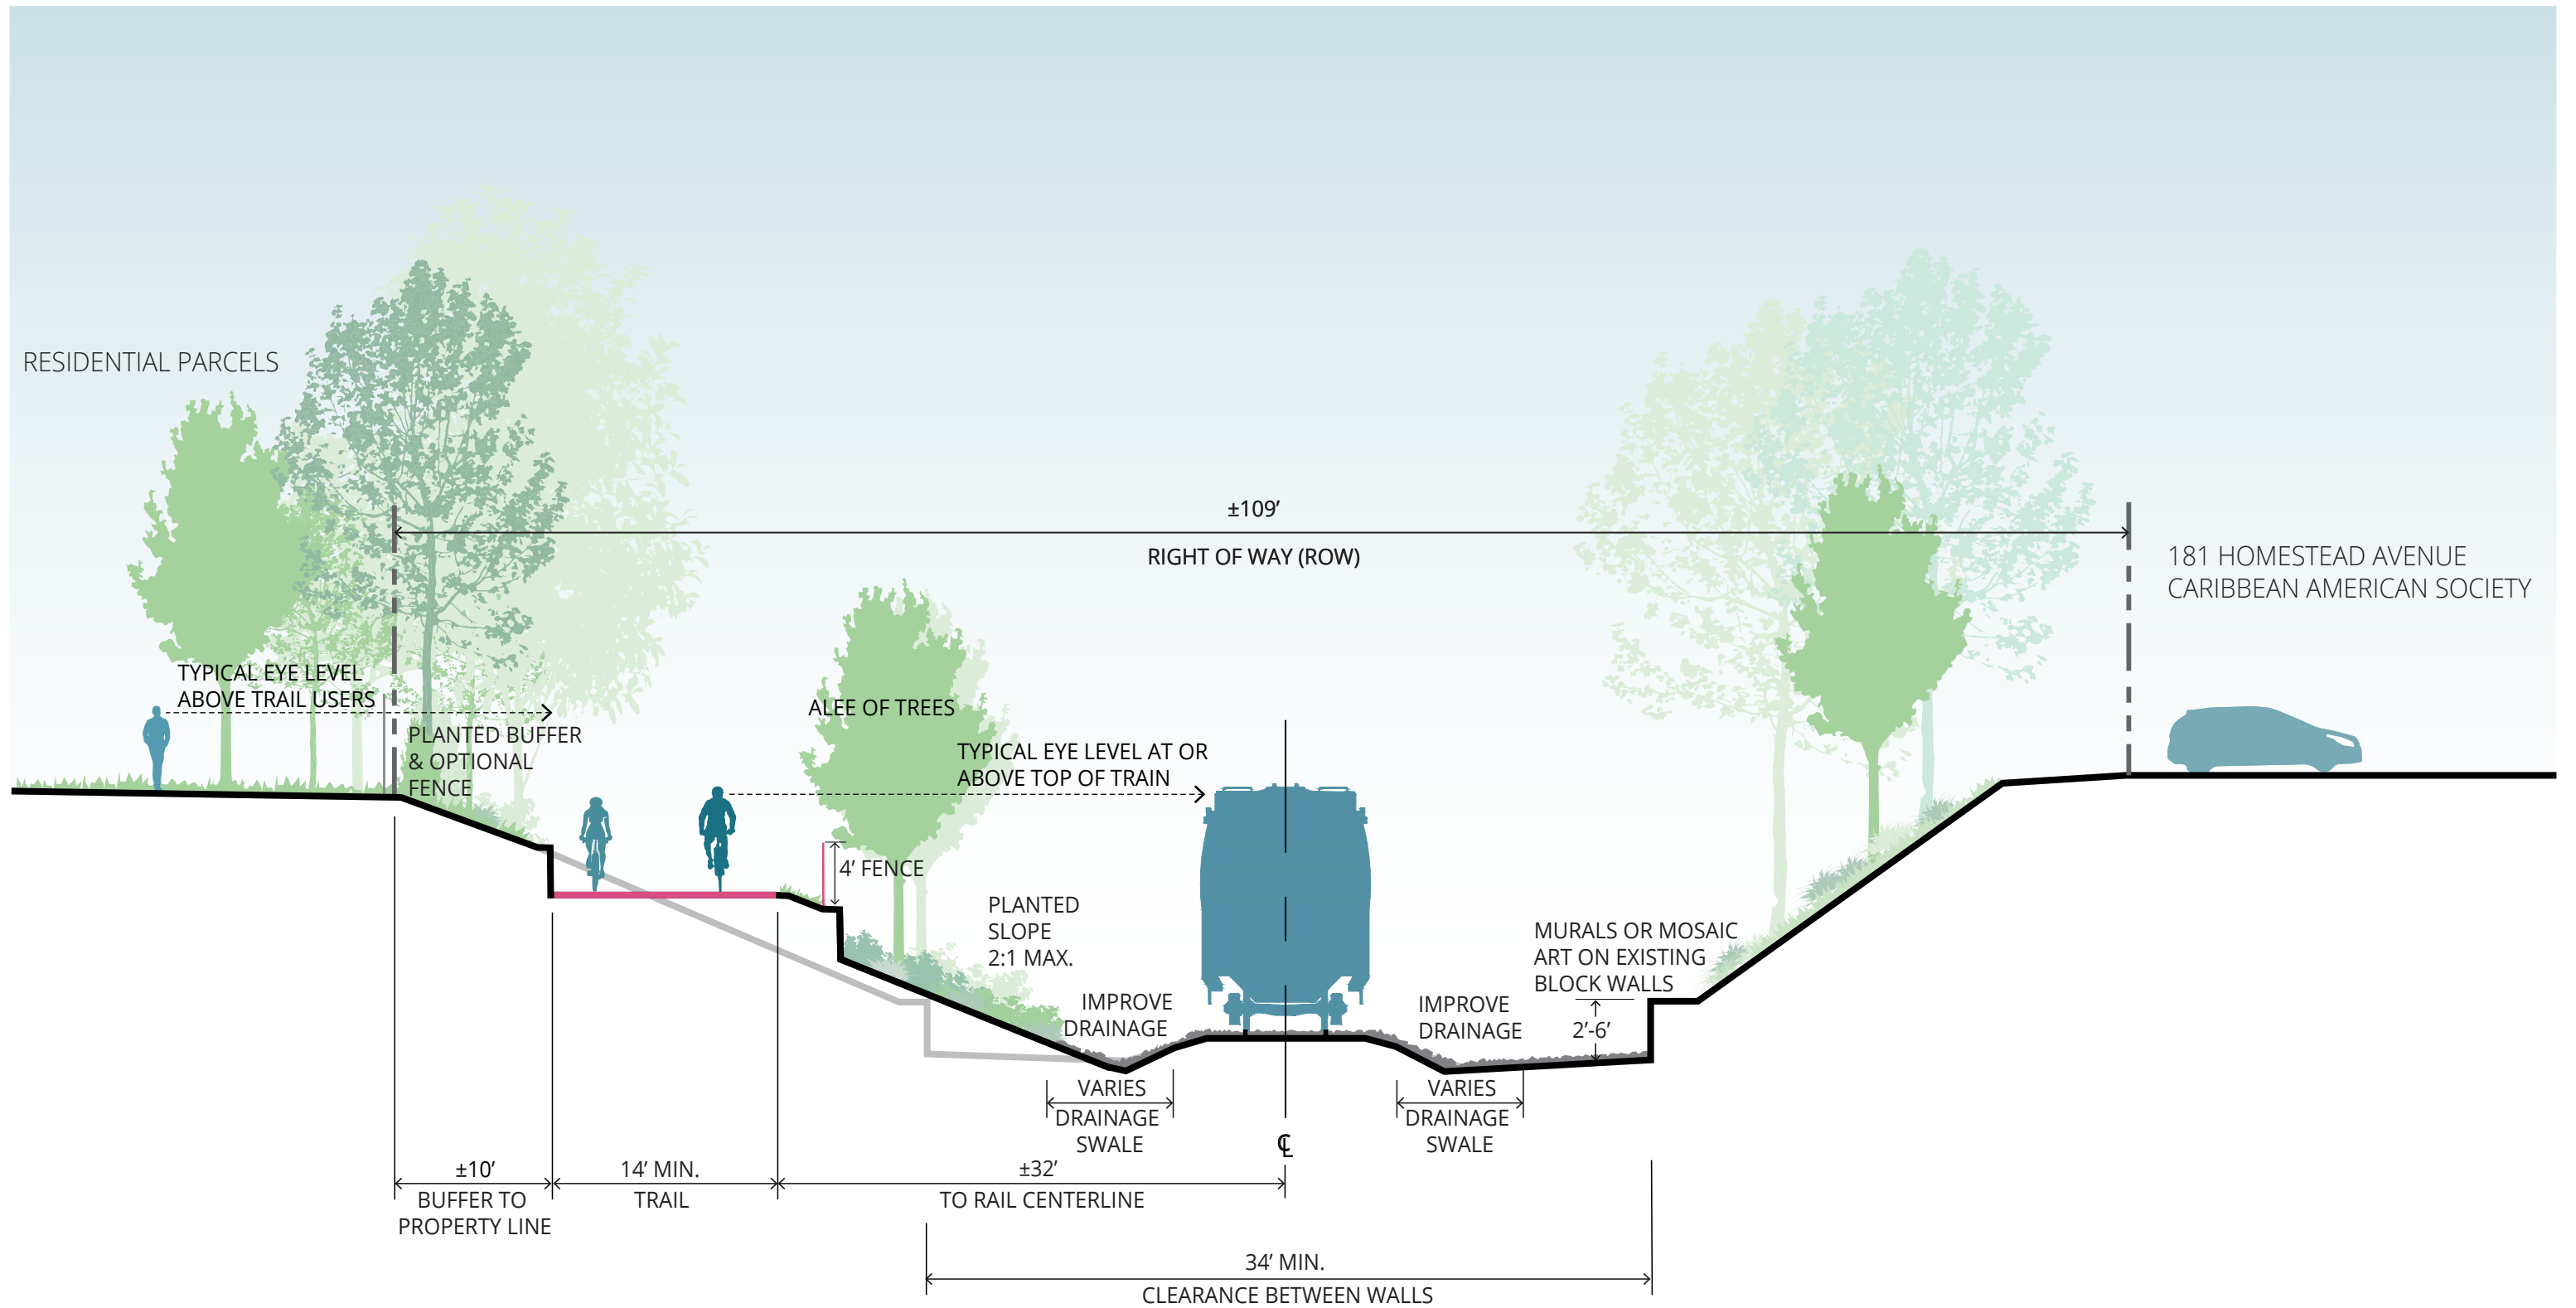 RESIDENTIAL PARCELS
±109’
RIGHT OF WAY (ROW)
181 HOMESTEAD AVENUE
CARIBBEAN AMERICAN SOCIETY
TYPICAL EYE LEVEL
ABOVE TRAIL USERS
PLANTED BUFFER
& OPTIONAL
FENCE
ALEE OF TREES
TYPICAL EYE LEVEL AT OR
ABOVE TOP OF TRAIN
4’ FENCE
PLANTED
SLOPE
2:1 MAX.
MURALS OR MOSAIC
ART ON EXISTING
BLOCK WALLS
IMPROVE
DRAINAGE
IMPROVE
DRAINAGE
2’-6’
VARIES
DRAINAGE
SWALE
VARIES
DRAINAGE
SWALE
℄
±10’
BUFFER TO
PROPERTY LINE
14’ MIN.
TRAIL
±32’
TO RAIL CENTERLINE
34’ MIN.
CLEARANCE BETWEEN WALLS